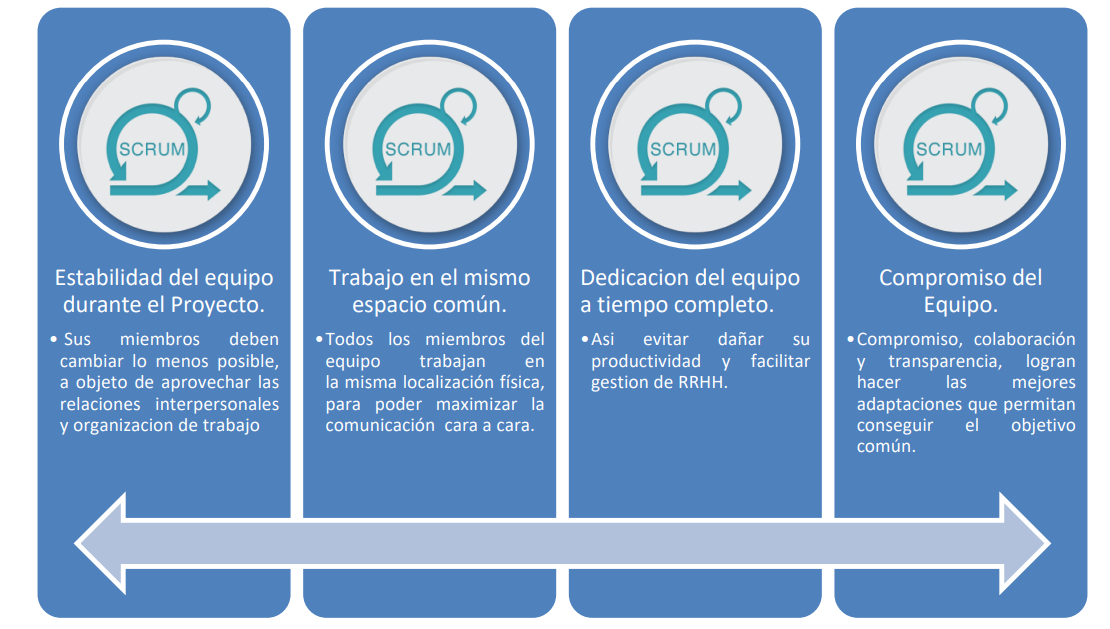 SCRUM
Estabilidad del equipo
durante el Proyecto.
• Sus miembros deben
cambiar lo menos posible,
a objeto de aprovechar las
relaciones interpersonales
y organizacion de trabajo
SCRUM
Trabajo en el mismo
espacio común.
•Todos los miembros del
equipo trabajan en
la misma localización física,
para poder maximizar la
comunicación cara a cara.
SCRUM
Dedicacion del equipo
a tiempo completo.
•Asi evitar dañar su
productividad y facilitar
gestion de RRHH.
SCRUM
Compromiso del
Equipo.
•Compromiso, colaboración
y transparencia, logran
hacer las mejores
adaptaciones que permitan
conseguir el objetivo
común.